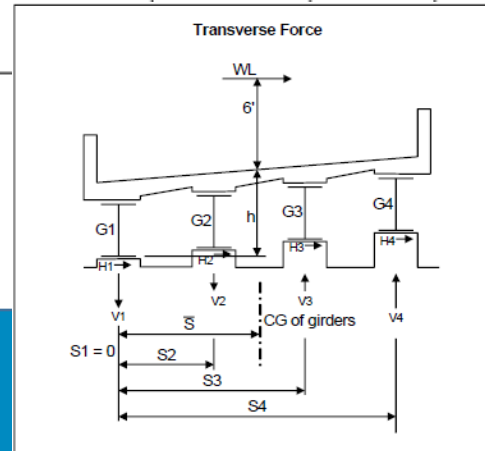 Transverse Force
WL
6'
h
G1
G2
G3
G4
H1
H2
H3
H4
V1
V2
V3
V4
S̅
CG of girders
S1 = 0
S2
S3
S4